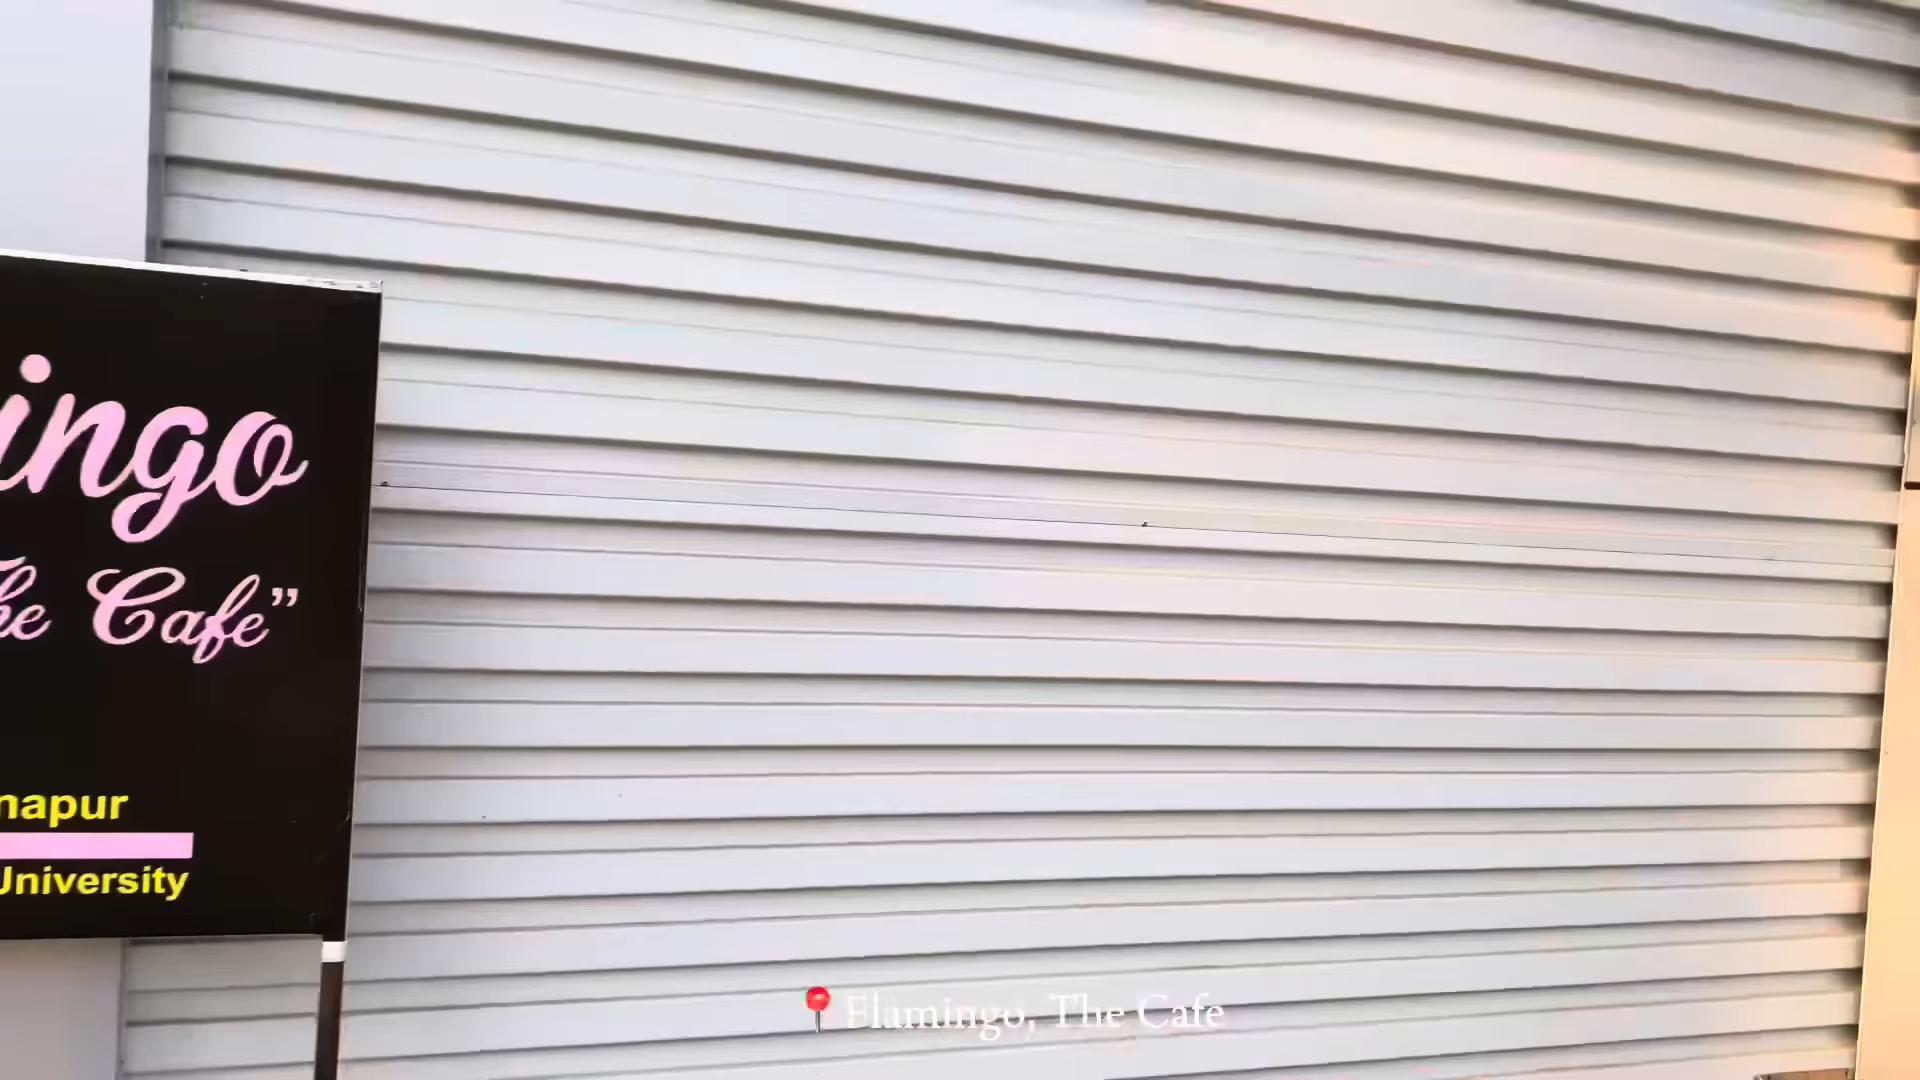 ingo
he Cafe”
napur
University
📍 Flamingo, The Cafe